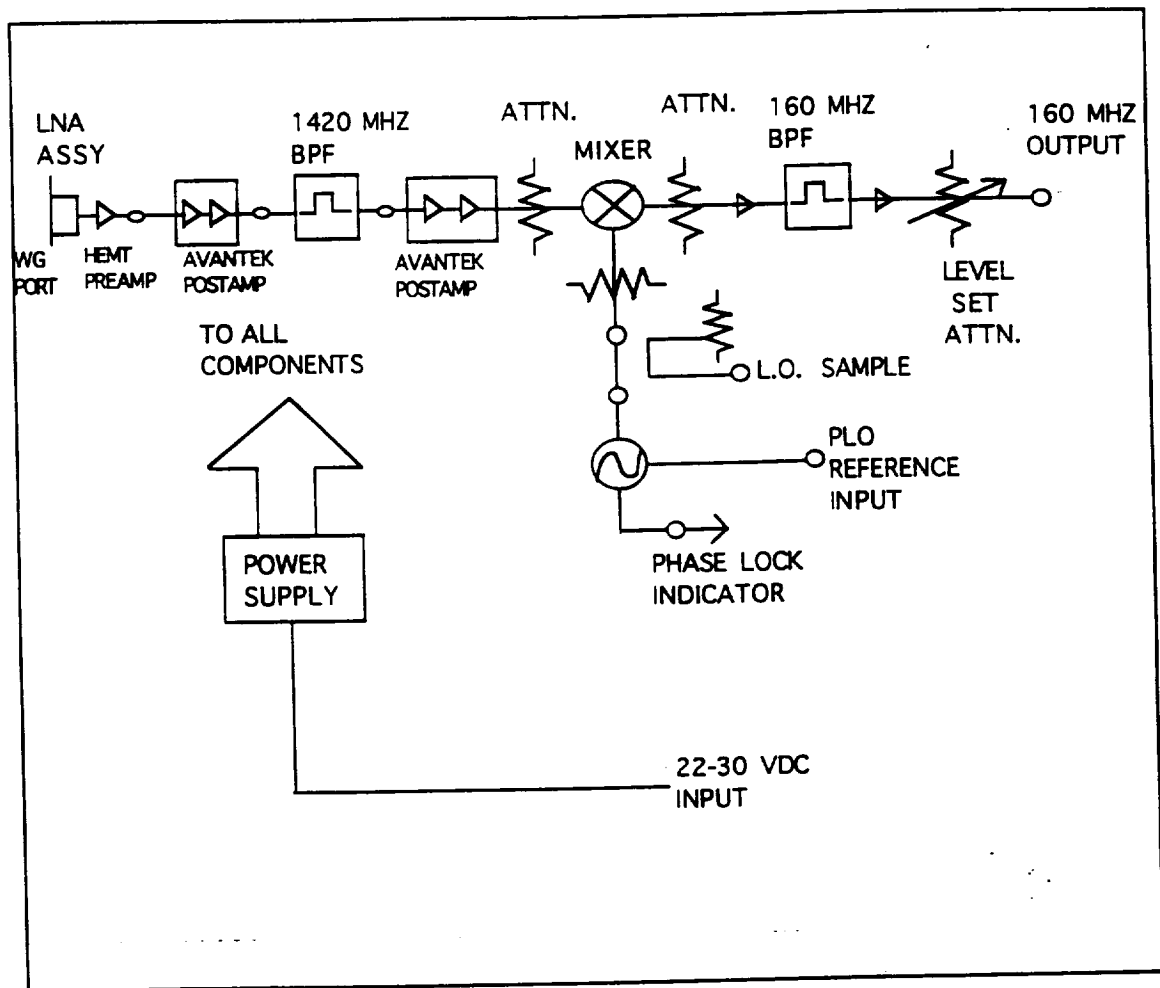 LNA
ASSY
1420 MHZ
BPF
ATTN.
MIXER
ATTN.
160 MHZ
BPF
160 MHZ
OUTPUT
WG
PORT
HEMT
PREAMP
AVANTEK
POSTAMP
AVANTEK
POSTAMP
LEVEL
SET
ATTN.
TO ALL
COMPONENTS
L.O. SAMPLE
PLO
REFERENCE
INPUT
POWER
SUPPLY
PHASE LOCK
INDICATOR
22-30 VDC
INPUT